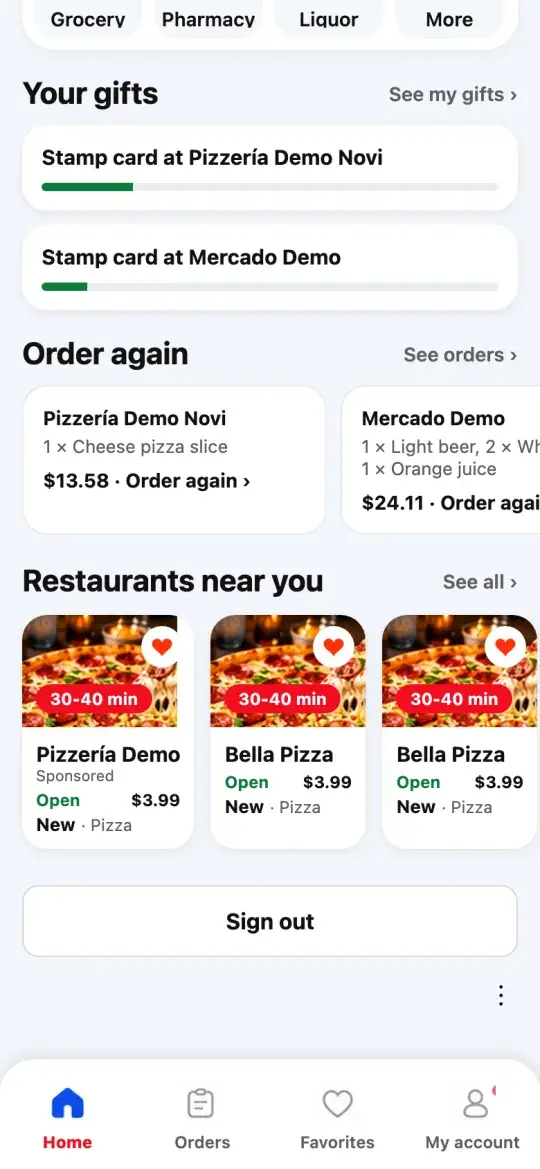 Grocery Pharmacy Liquor More
Your gifts See my gifts ›
Stamp card at Pizzería Demo Novi
Stamp card at Mercado Demo
Order again See orders ›
Pizzería Demo Novi
1 × Cheese pizza slice
$13.58 · Order again ›
Mercado Demo
1 × Light beer, 2 × Wh
1 × Orange juice
$24.11 · Order agai
Restaurants near you See all ›
30-40 min
Pizzería Demo
Sponsored
Open $3.99
New · Pizza
30-40 min
Bella Pizza
Open $3.99
New · Pizza
30-40 min
Bella Pizza
Open $3.99
New · Pizza
Sign out
Home Orders Favorites My account